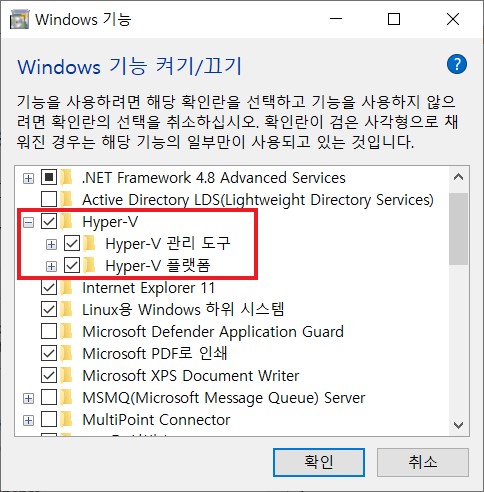 Windows 기능
Windows 기능 켜기/끄기
기능을 사용하려면 해당 확인란을 선택하고 기능을 사용하지 않으
려면 확인란의 선택을 취소하십시오. 확인란이 검은 사각형으로 채
워진 경우는 해당 기능의 일부만이 사용되고 있는 것입니다.
.NET Framework 4.8 Advanced Services
Active Directory LDS(Lightweight Directory Services)
Hyper-V
Hyper-V 관리 도구
Hyper-V 플랫폼
Internet Explorer 11
Linux용 Windows 하위 시스템
Microsoft Defender Application Guard
Microsoft PDF로 인쇄
Microsoft XPS Document Writer
MSMQ(Microsoft Message Queue) Server
MultiPoint Connector
확인
취소